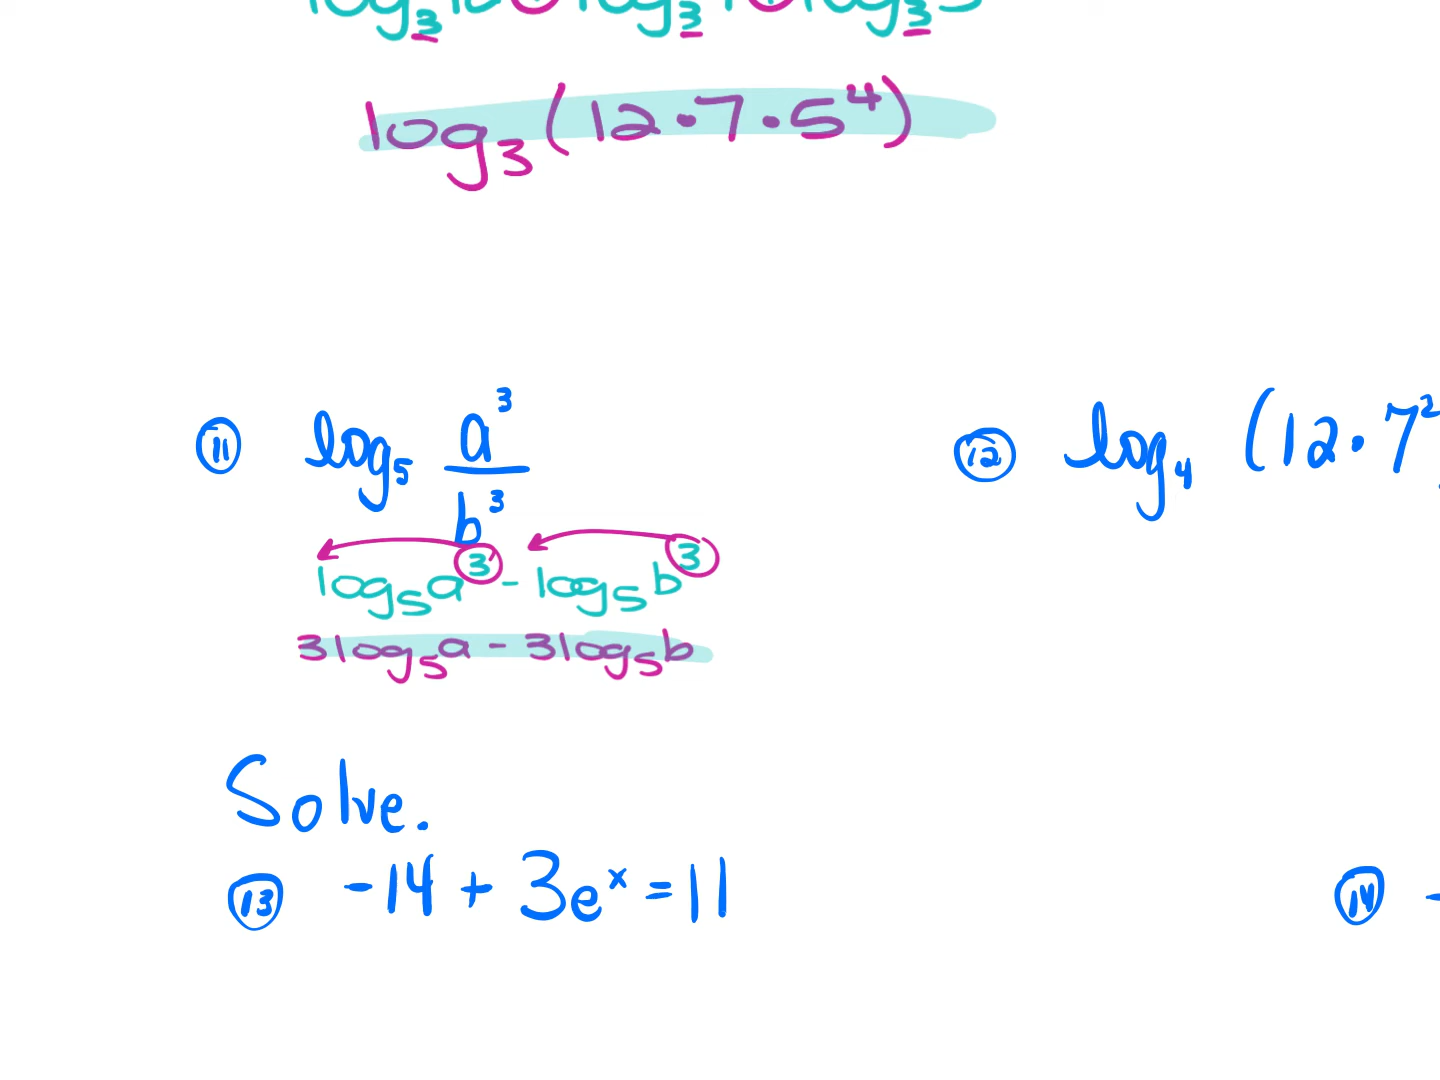 log₃(12·7·5⁴)
⑪ log₅ a³/b³
⑫ log₄ (12·7²
log₅a³ - log₅b³
3log₅a - 3log₅b
Solve.
⑬ -14 + 3eˣ = 11
⑭ -